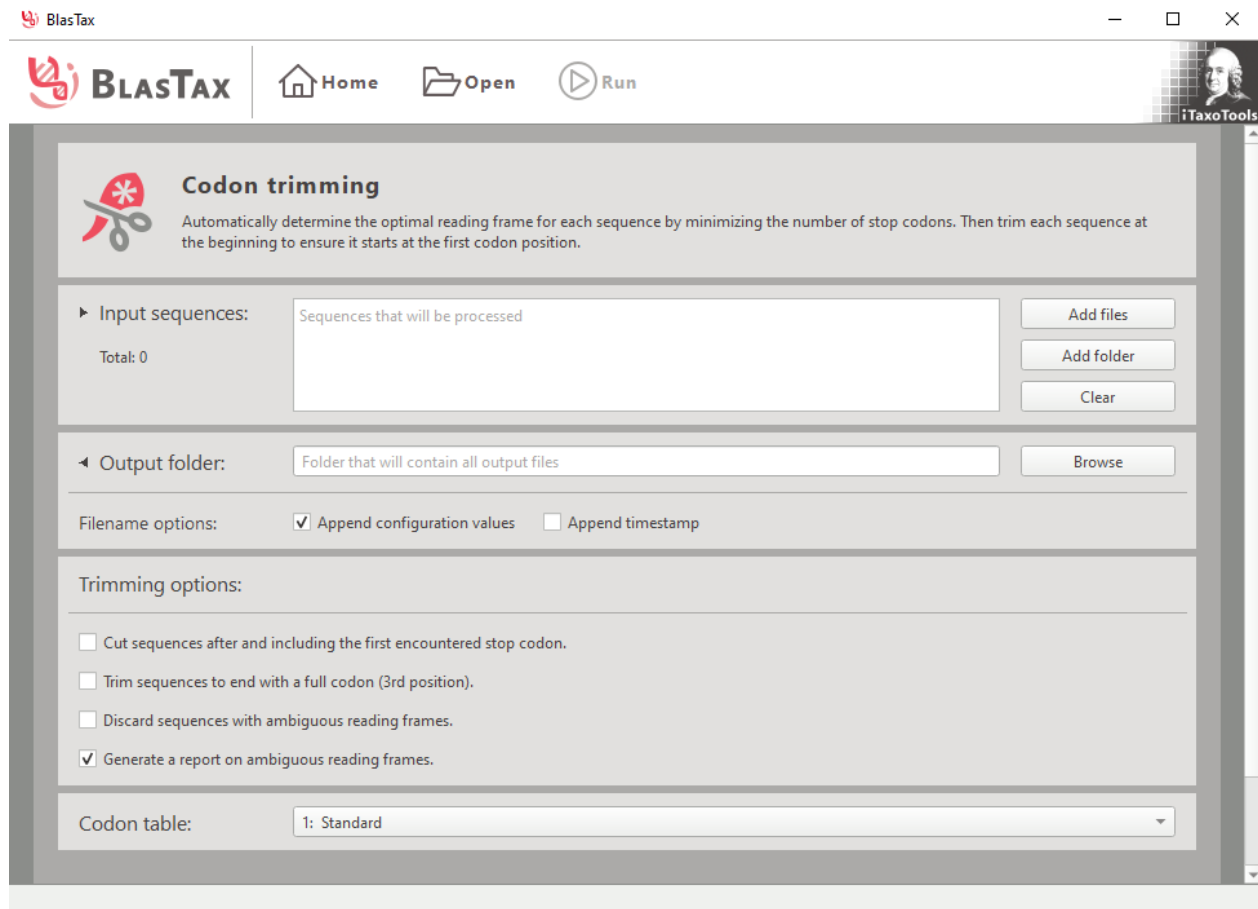 BlasTax
BLASTAX
Home
Open
Run
iTaxoTools
Codon trimming
Automatically determine the optimal reading frame for each sequence by minimizing the number of stop codons. Then trim each sequence at
the beginning to ensure it starts at the first codon position.
Input sequences:
Sequences that will be processed
Add files
Total: 0
Add folder
Clear
Output folder:
Folder that will contain all output files
Browse
Filename options:
Append configuration values
Append timestamp
Trimming options:
Cut sequences after and including the first encountered stop codon.
Trim sequences to end with a full codon (3rd position).
Discard sequences with ambiguous reading frames.
Generate a report on ambiguous reading frames.
Codon table:
1: Standard